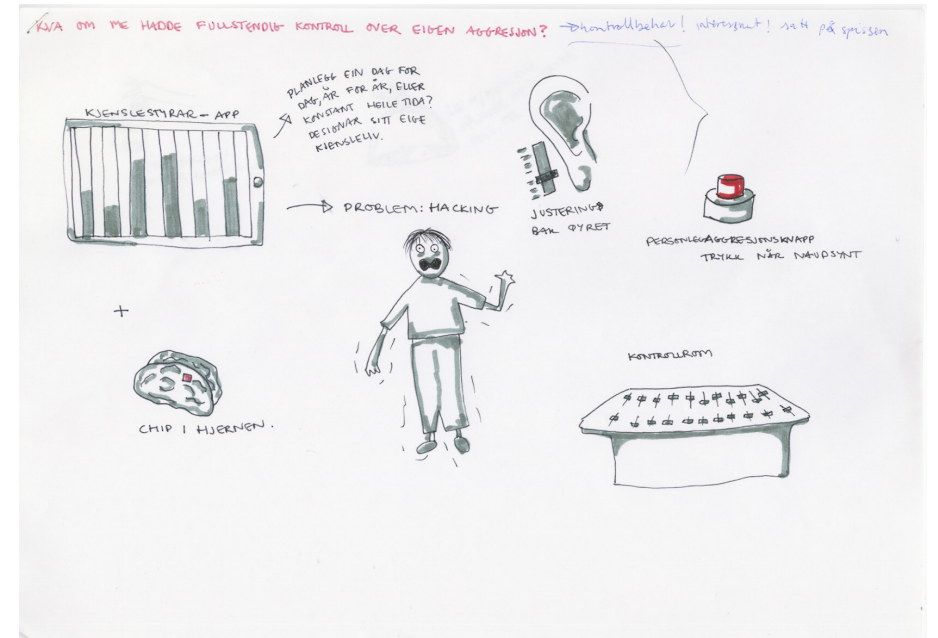 KVA OM ME HADDE FULLSTENDIG KONTROLL OVER EIGEN AGGRESJON? → kontrollbehov! interessant! satt på spissen
KJENSLESTYRAR - APP
PLANLEGG EIN DAG FOR
DAG, ÅR FOR ÅR, ELLER
KONSTANT HEILE TIDA?
DESIGNAR SITT EIGE
KJENSLELIV.
→ PROBLEM: HACKING
JUSTERING
BAK ØYRET
PERSONLEG AGGRESJONSKNAPP
TRYKK NÅR NAUDSYNT
+
CHIP I HJERNEN.
KONTROLLROM